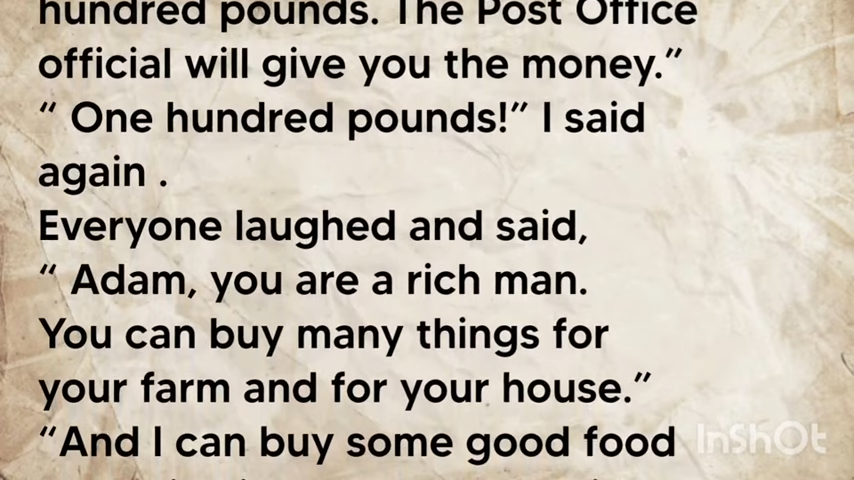 hundred pounds. The Post Office
official will give you the money.”
“ One hundred pounds!” I said
again .
Everyone laughed and said,
“ Adam, you are a rich man.
You can buy many things for
your farm and for your house.”
“And I can buy some good food
InShOt